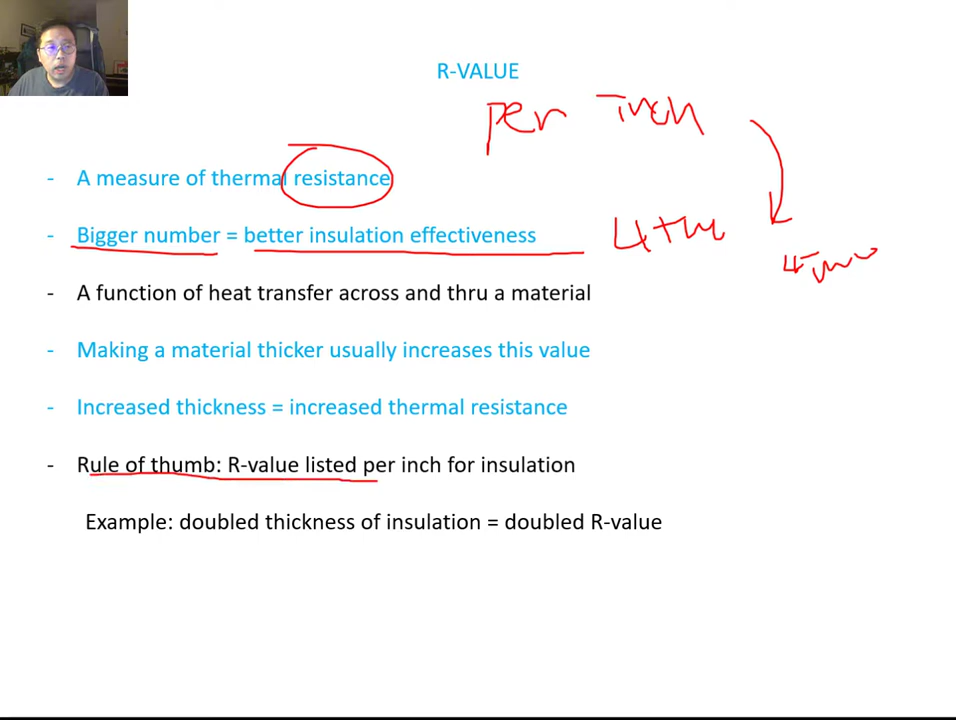 R-VALUE
per inch
- A measure of thermal resistance
- Bigger number = better insulation effectiveness
- A function of heat transfer across and thru a material
- Making a material thicker usually increases this value
- Increased thickness = increased thermal resistance
- Rule of thumb: R-value listed per inch for insulation
Example: doubled thickness of insulation = doubled R-value